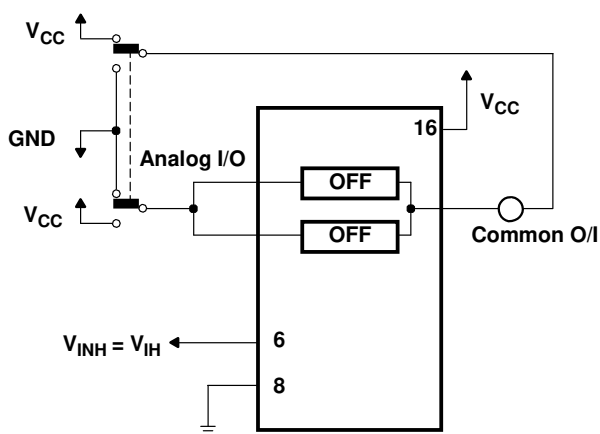 VCC
VCC
16
GND
Analog I/O
OFF
VCC
OFF
Common O/I
VINH = VIH
6
8